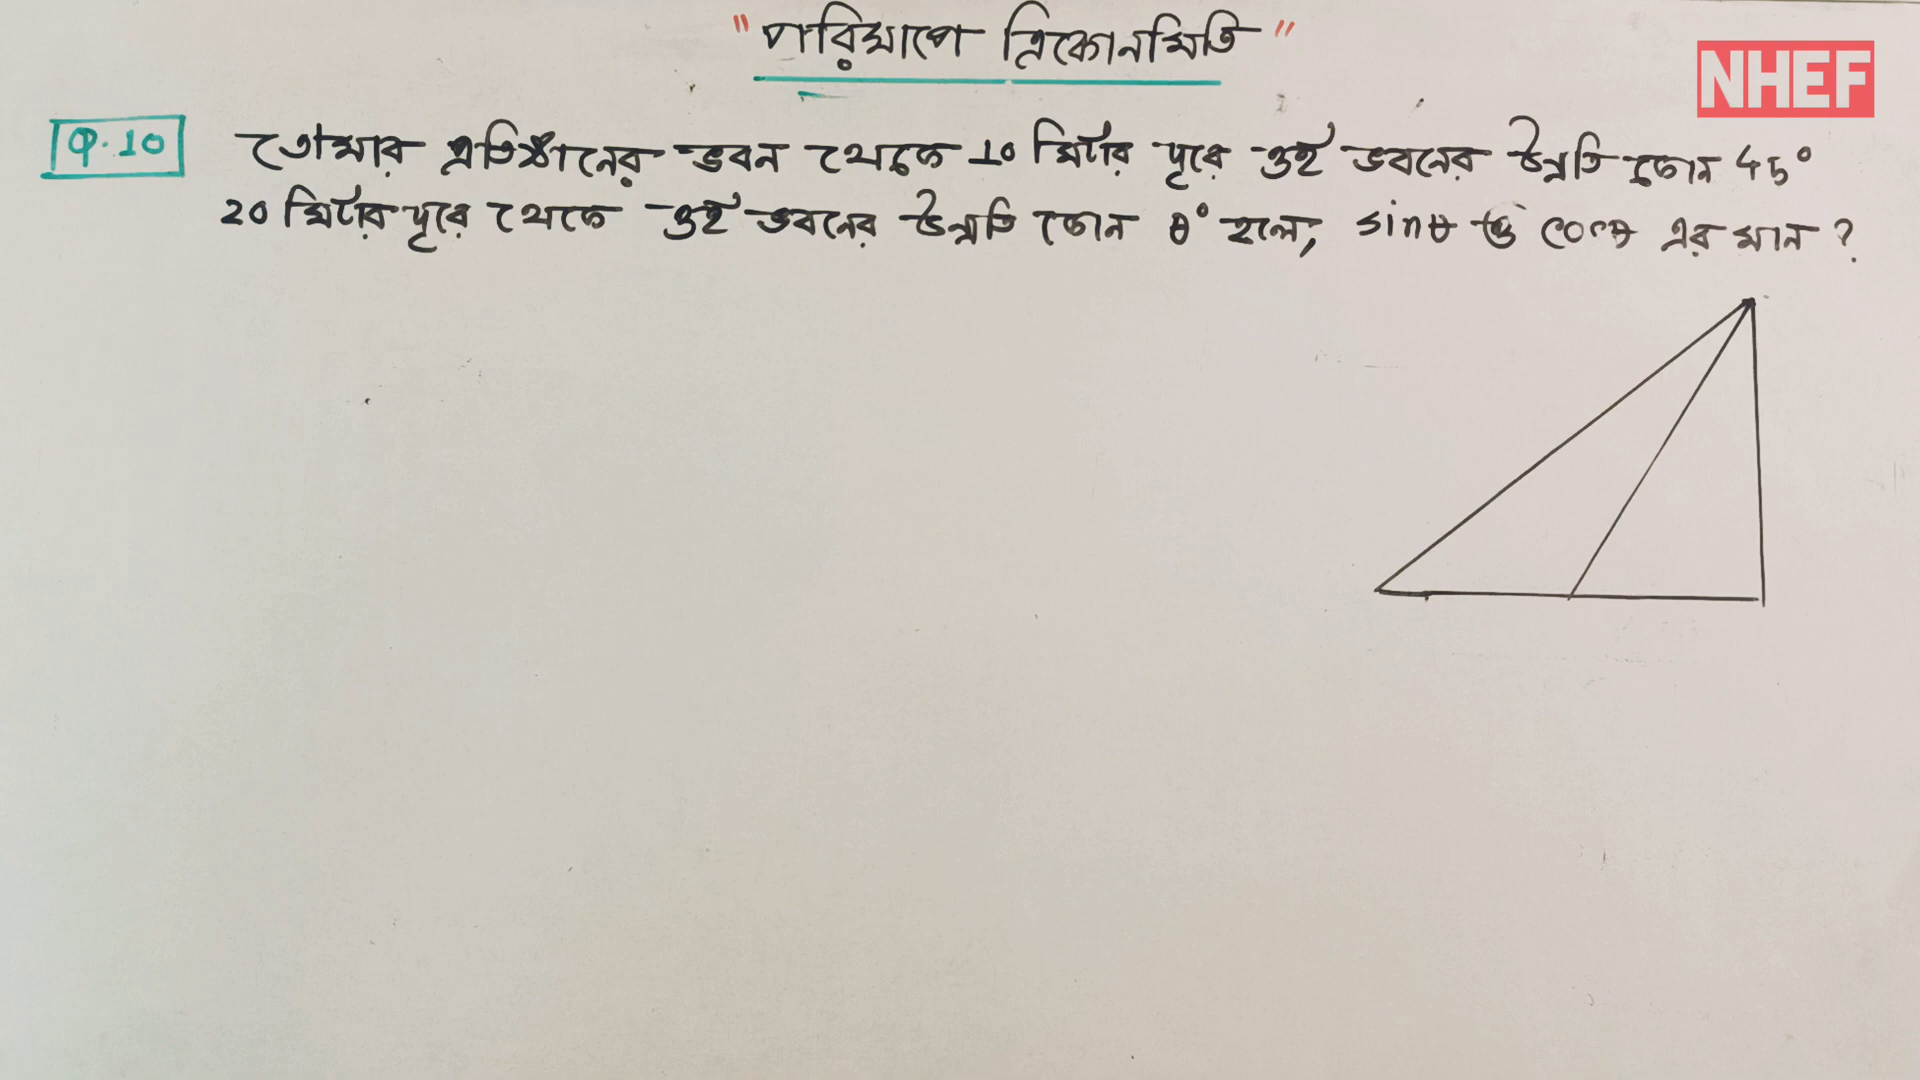 "পরিমাপে ত্রিকোনমিতি"
NHEF
Q.10 তোমার প্রতিষ্ঠানের ভবন থেকে 10 মিটার দূরে ওই ভবনের উন্নতি কোন 45°
20 মিটার দূরে থেকে ওই ভবনের উন্নতি কোন θ° হলে, sinθ ও cosθ এর মান ?